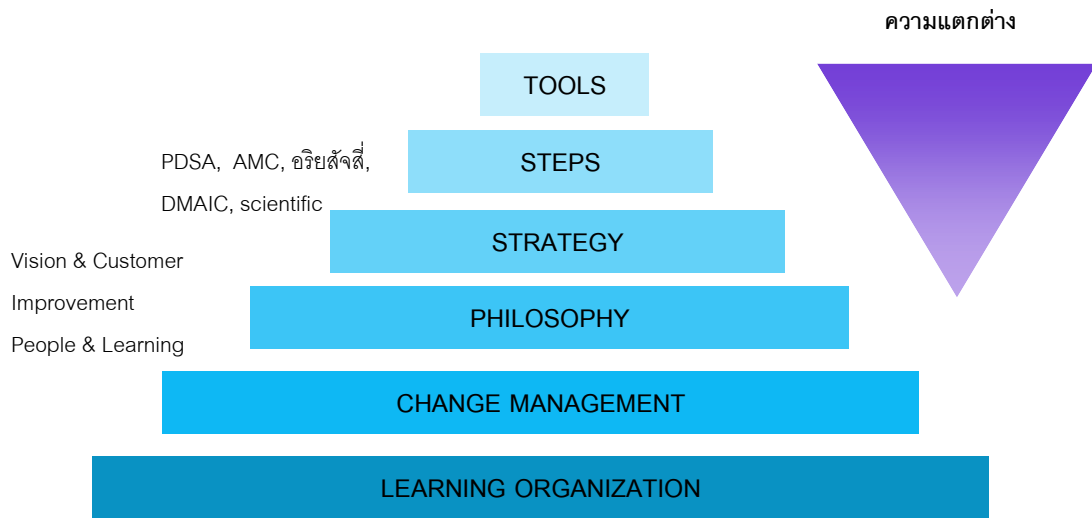 ความแตกต่าง
TOOLS
PDSA, AMC, อริยสัจสี่,
DMAIC, scientific
STEPS
STRATEGY
Vision & Customer
Improvement
People & Learning
PHILOSOPHY
CHANGE MANAGEMENT
LEARNING ORGANIZATION